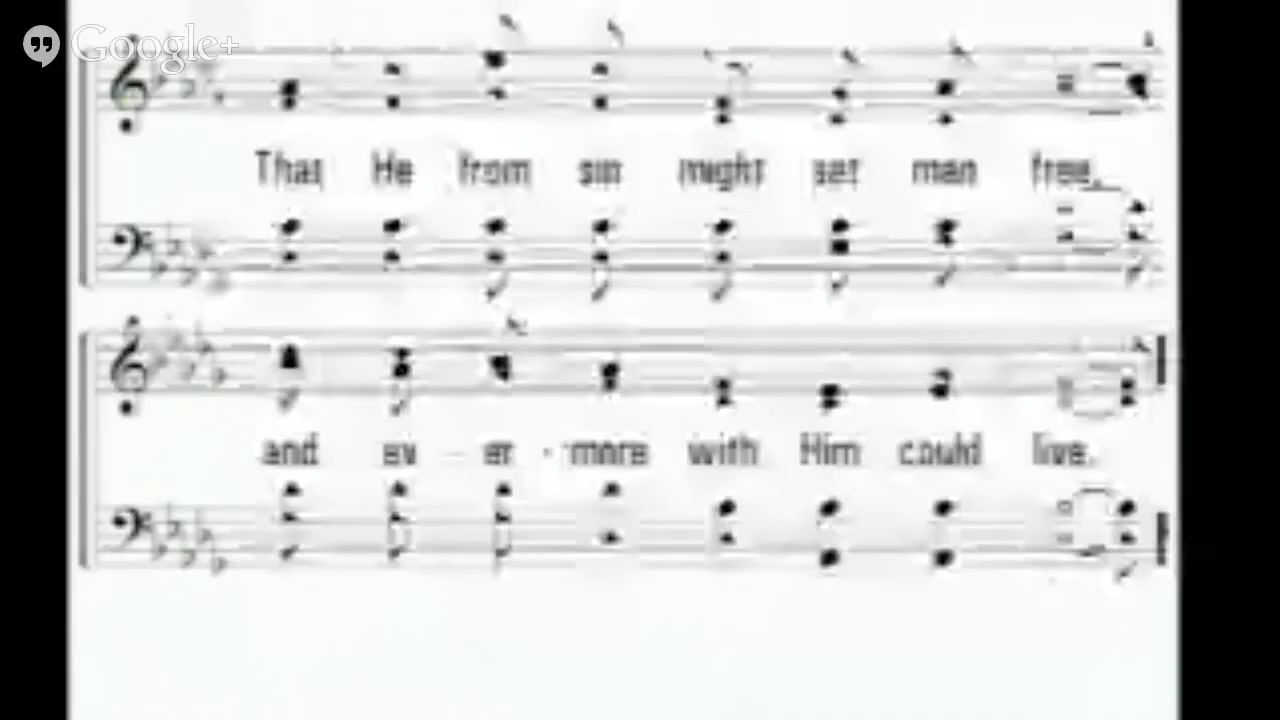 Google+
That He from sin might set man free,
and ev - er - more with Him could live.